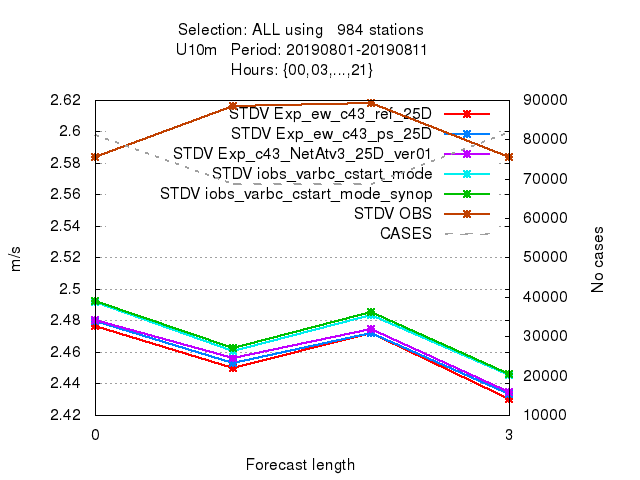 Selection: ALL using   984 stations
U10m   Period: 20190801-20190811
Hours: {00,03,...,21}
2.62
2.6
2.58
2.56
2.54
2.52
2.5
2.48
2.46
2.44
2.42
m/s
STDV Exp_ew_c43_ref_25D
STDV Exp_ew_c43_ps_25D
STDV Exp_c43_NetAtv3_25D_ver01
STDV iobs_varbc_cstart_mode
STDV iobs_varbc_cstart_mode_synop
STDV OBS
CASES
90000
80000
70000
60000
50000
40000
30000
20000
10000
No cases
0 3
Forecast length